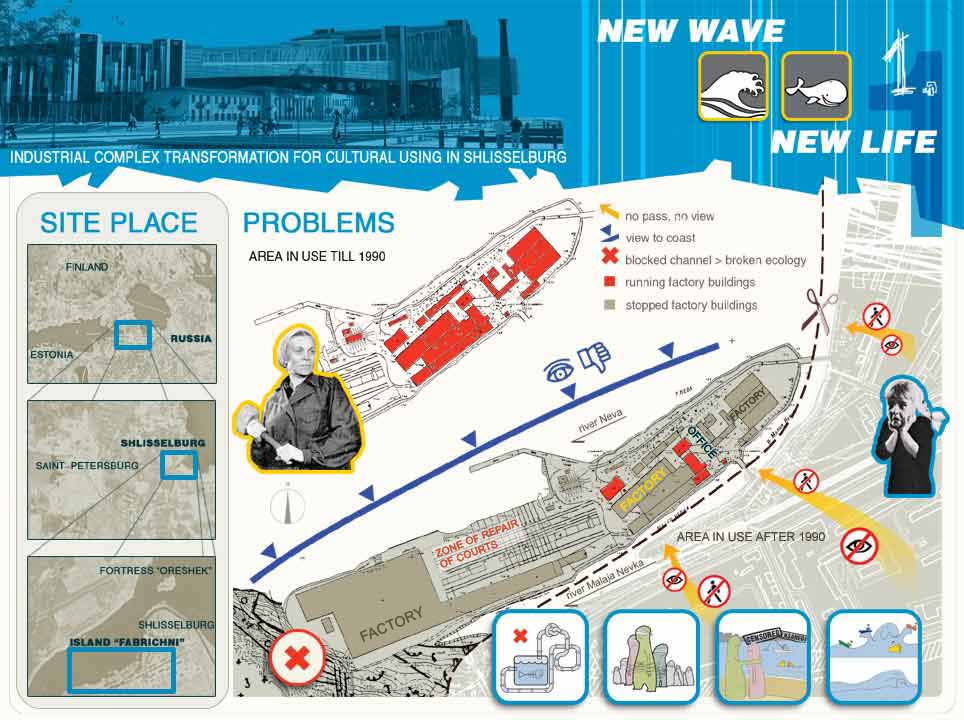 NEW WAVE
1
NEW LIFE
INDUSTRIAL COMPLEX TRANSFORMATION FOR CULTURAL USING IN SHLISSELBURG
SITE PLACE
FINLAND
RUSSIA
ESTONIA
SHLISSELBURG
SAINT-PETERSBURG
FORTRESS "ORESHEK"
SHLISSELBURG
ISLAND "FABRICHNI"
PROBLEMS
AREA IN USE TILL 1990
no pass, no view
view to coast
blocked channel > broken ecology
running factory buildings
stopped factory buildings
river Neva
FACTORY
OFFICE
FACTORY
ZONE OF REPAIR
OF COURTS
FACTORY
AREA IN USE AFTER 1990
river Malaja Nevka
CENSORED